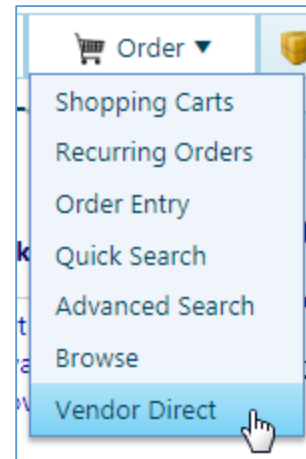 Order ▼
Shopping Carts
Recurring Orders
Order Entry
Quick Search
Advanced Search
Browse
Vendor Direct